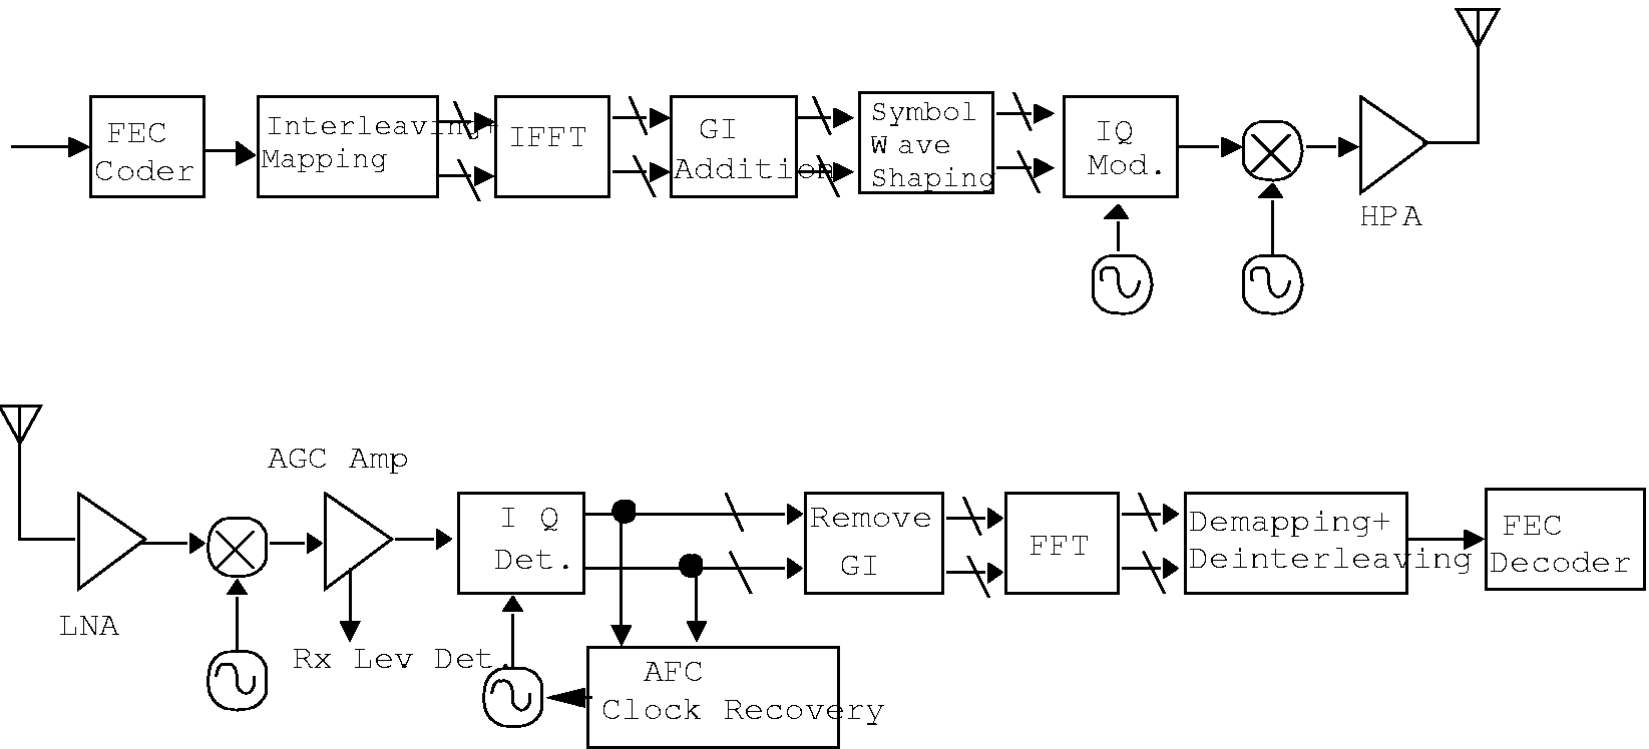 FEC
Coder
Interleaving+
Mapping
IFFT
GI
Addition
Symbol
Wave
Shaping
IQ
Mod.
HPA
AGC Amp
LNA
Rx Lev Det.
I Q
Det.
AFC
Clock Recovery
Remove
GI
FFT
Demapping+
Deinterleaving
FEC
Decoder